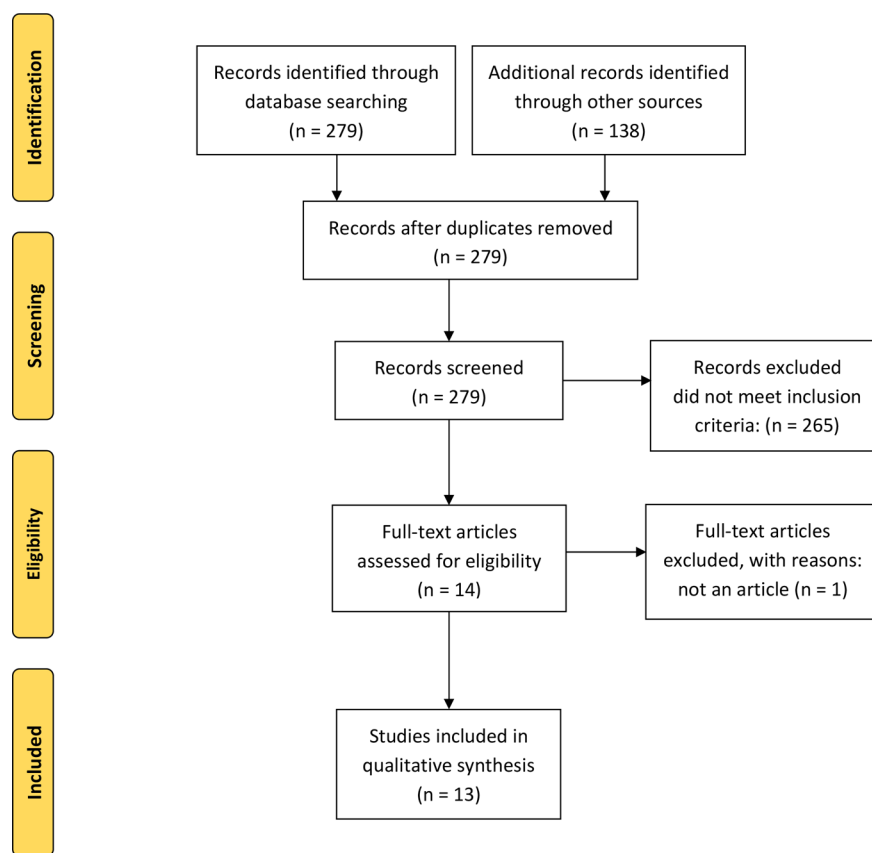 Identification
Records identified through
database searching
(n = 279)
Additional records identified
through other sources
(n = 138)
Records after duplicates removed
(n = 279)
Screening
Records screened
(n = 279)
Records excluded
did not meet inclusion
criteria: (n = 265)
Eligibility
Full-text articles
assessed for eligibility
(n = 14)
Full-text articles
excluded, with reasons:
not an article (n = 1)
Included
Studies included in
qualitative synthesis
(n = 13)